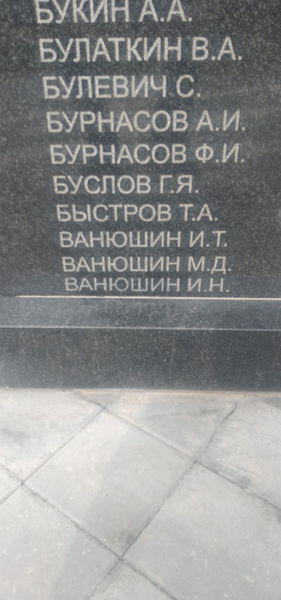 БУКИН А.А.
БУЛАТКИН В.А.
БУЛЕВИЧ С.
БУРНАСОВ А.И.
БУРНАСОВ Ф.И.
БУСЛОВ Г.Я.
БЫСТРОВ Т.А.
ВАНЮШИН И.Т.
ВАНЮШИН М.Д.
ВАНЮШИН И.Н.